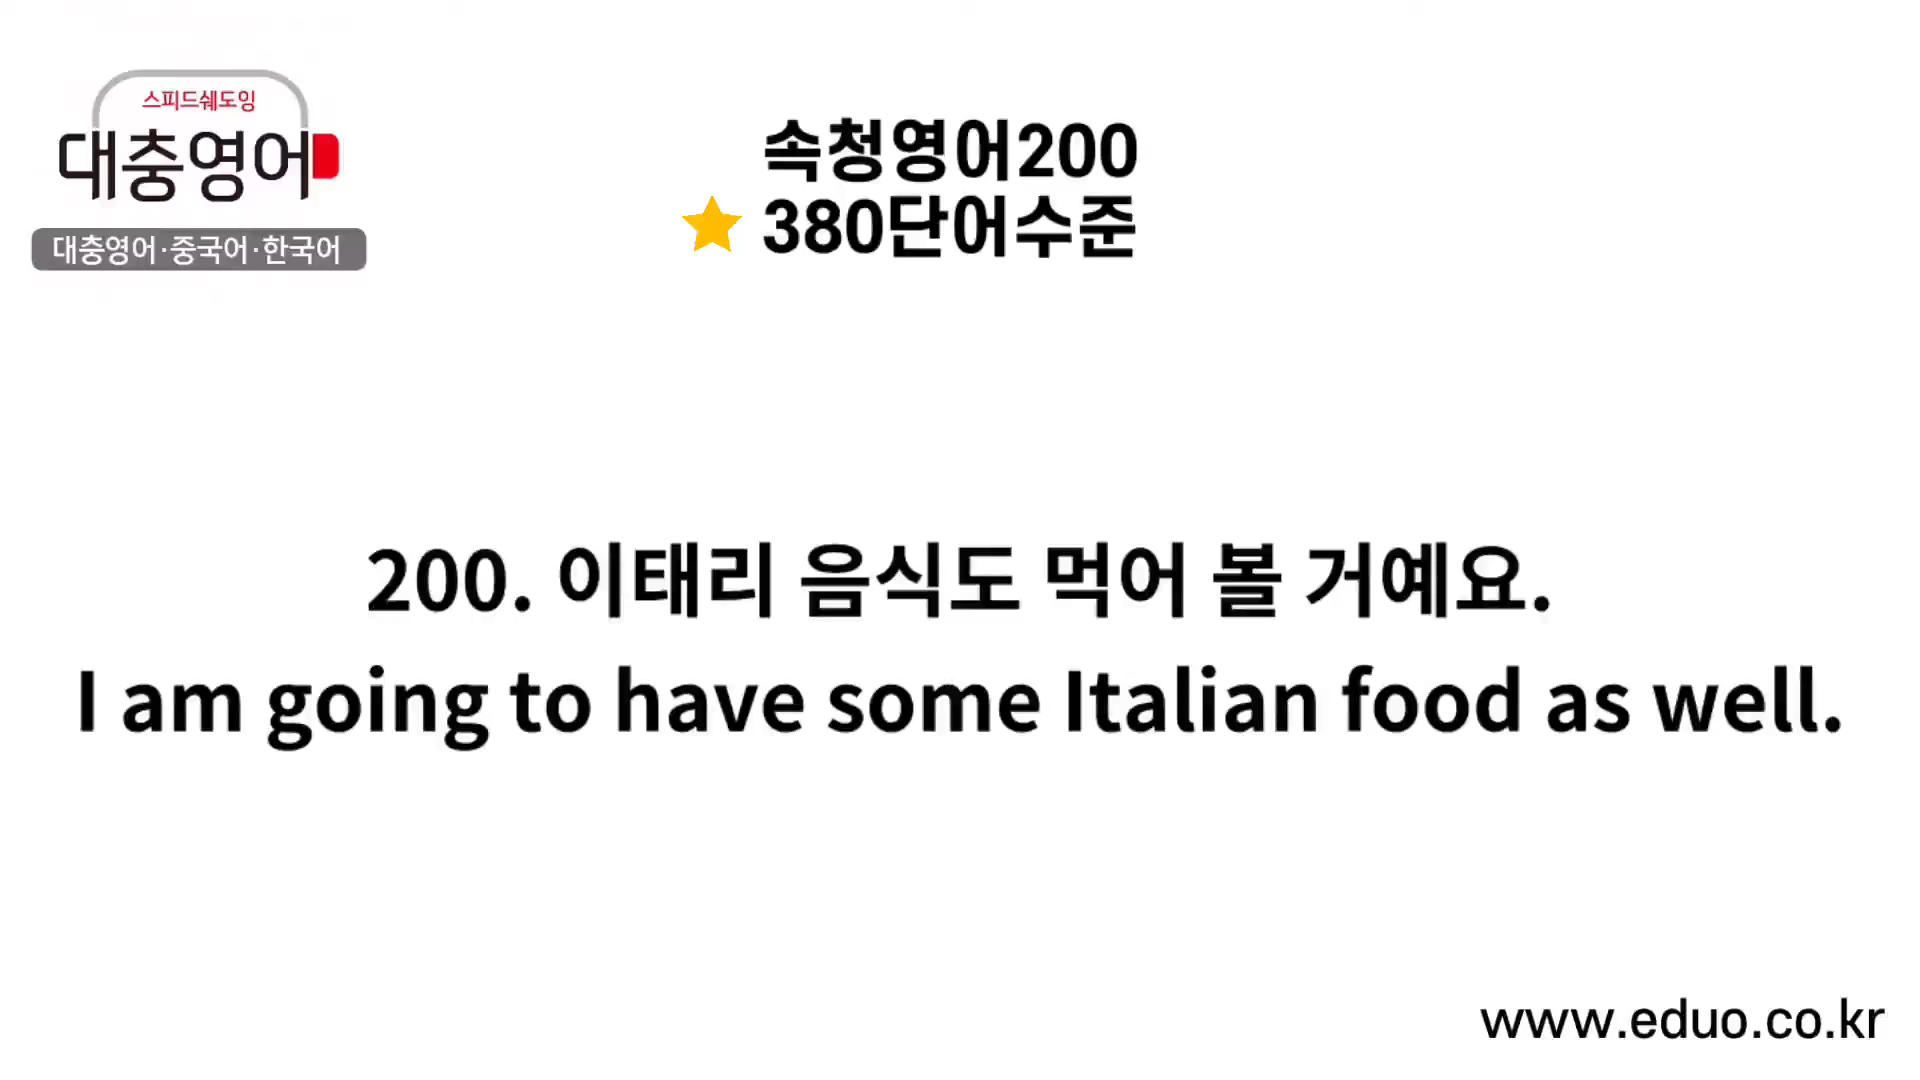 스피드쉐도잉
대충영어
대충영어·중국어·한국어
속청영어200
380단어수준
200. 이태리 음식도 먹어 볼 거예요.
I am going to have some Italian food as well.
www.eduo.co.kr